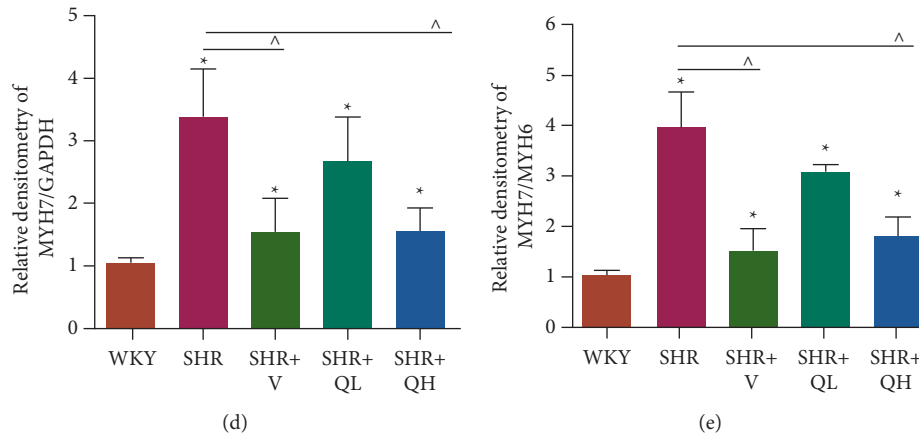 Relative densitometry of
MYH7/GAPDH
5
4
3
2
1
0
^
^
*
*
*
*
WKY
SHR
SHR+
V
SHR+
QL
SHR+
QH
(d)
Relative densitometry of
MYH7/MYH6
6
5
4
3
2
1
0
^
^
*
*
*
*
WKY
SHR
SHR+
V
SHR+
QL
SHR+
QH
(e)